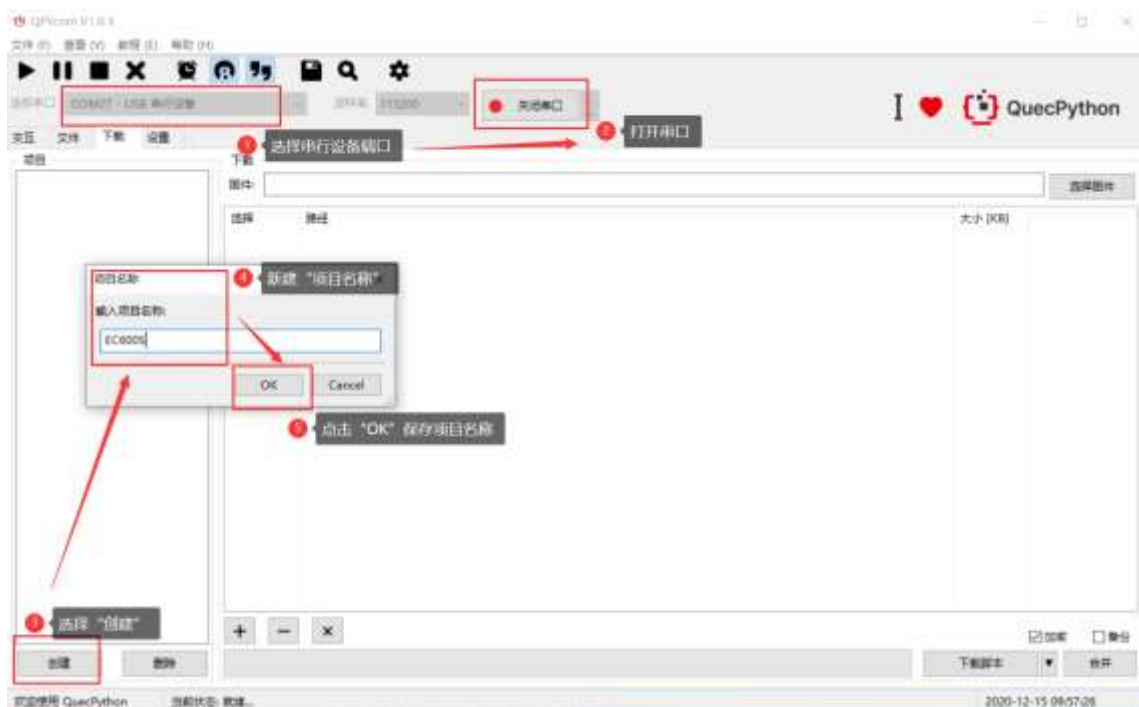 QPYcom V1.0.3
文件 (F) 查看 (V) 教程 (E) 帮助 (H)
选择串口 COM27 - USB 串行设备 波特率 115200 关闭串口
I QuecPython
① 选择串行设备端口
② 打开串口
交互 文件 下载 设置
项目
下载
固件: 选择固件
选择 路径 大小 [KB]
项目名称
④ 新建 "项目名称"
输入项目名称:
EC600S
OK Cancel
⑤ 点击 "OK" 保存项目名称
③ 选择 "创建"
加密 备份
创建 删除 下载脚本 合并
欢迎使用 QuecPython 当前状态: 就绪... 2020-12-15 09:57:26